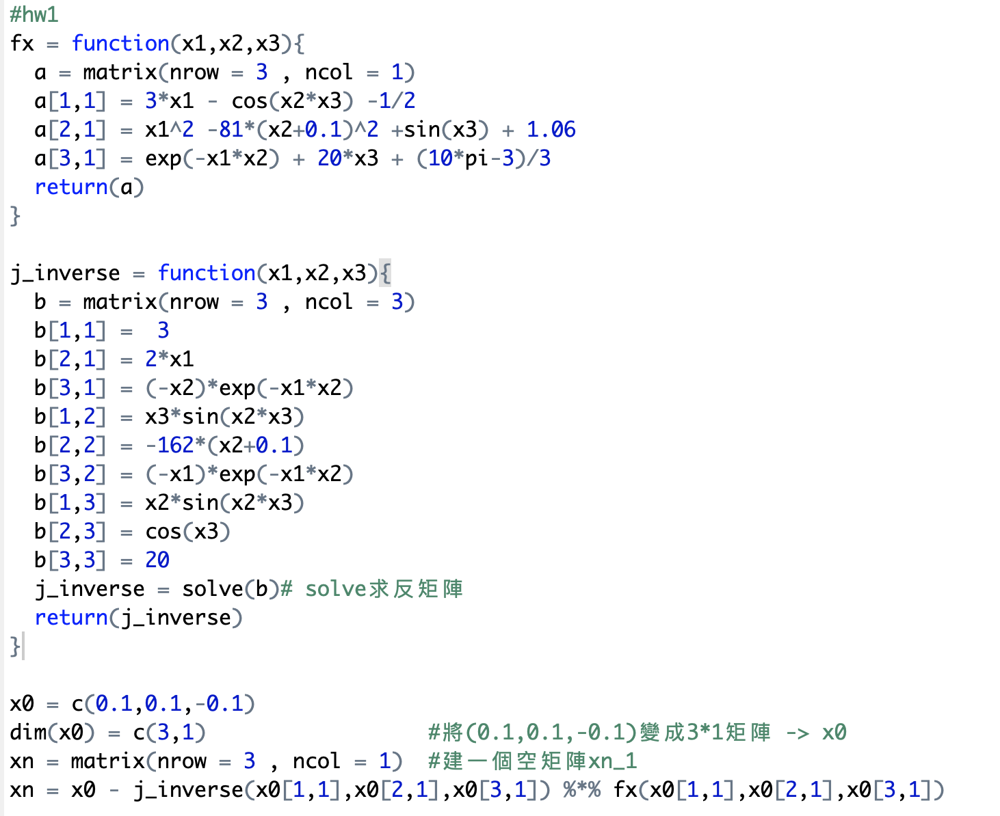 #hw1
fx = function(x1,x2,x3){
  a = matrix(nrow = 3 , ncol = 1)
  a[1,1] = 3*x1 - cos(x2*x3) -1/2
  a[2,1] = x1^2 -81*(x2+0.1)^2 +sin(x3) + 1.06
  a[3,1] = exp(-x1*x2) + 20*x3 + (10*pi-3)/3
  return(a)
}

j_inverse = function(x1,x2,x3){
  b = matrix(nrow = 3 , ncol = 3)
  b[1,1] =  3
  b[2,1] = 2*x1
  b[3,1] = (-x2)*exp(-x1*x2)
  b[1,2] = x3*sin(x2*x3)
  b[2,2] = -162*(x2+0.1)
  b[3,2] = (-x1)*exp(-x1*x2)
  b[1,3] = x2*sin(x2*x3)
  b[2,3] = cos(x3)
  b[3,3] = 20
  j_inverse = solve(b)# solve求反矩陣
  return(j_inverse)
}

x0 = c(0.1,0.1,-0.1)
dim(x0) = c(3,1)                  #將(0.1,0.1,-0.1)變成3*1矩陣 -> x0
xn = matrix(nrow = 3 , ncol = 1)  #建一個空矩陣xn_1
xn = x0 - j_inverse(x0[1,1],x0[2,1],x0[3,1]) %*% fx(x0[1,1],x0[2,1],x0[3,1])